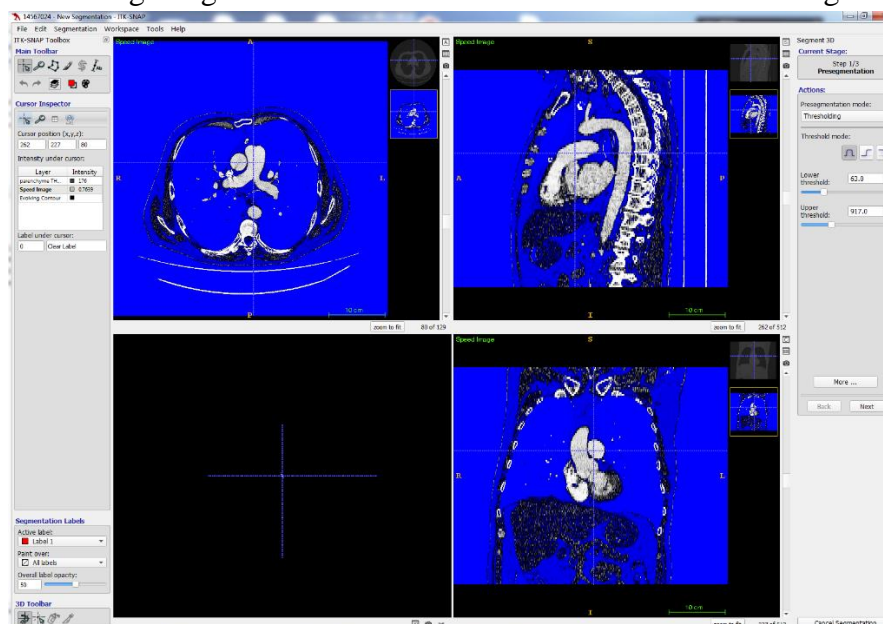 14567024 - New Segmentation - ITK-SNAP
File Edit Segmentation Workspace Tools Help
ITK-SNAP Toolbox
Main Toolbar
Cursor Inspector
Cursor position (x,y,z):
262 227 80
Intensity under cursor:
Layer Intensity
Speed Image 0.7659
Evolving Contour
Label under cursor:
0 Clear Label
Segmentation Labels
Active label:
Label 1
Paint over:
All labels
Overall label opacity:
50
3D Toolbar
Speed Image
A
R
L
P
10 cm
zoom to fit
80 of 129
Speed Image
S
A
P
I
10 cm
zoom to fit
262 of 512
Speed Image
S
R
L
I
10 cm
zoom to fit
Segment 3D
Current Stage:
Step 1/3
Presegmentation
Actions:
Presegmentation mode:
Thresholding
Threshold mode:
Lower threshold:
63.0
Upper threshold:
917.0
More ...
Back Next
Cancel Segmentation